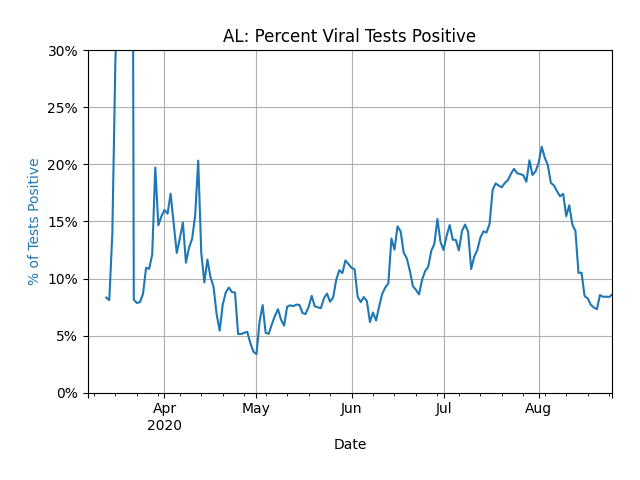 AL: Percent Viral Tests Positive
30%
25%
20%
15%
10%
5%
0%
% of Tests Positive
Apr May Jun Jul Aug
2020
Date